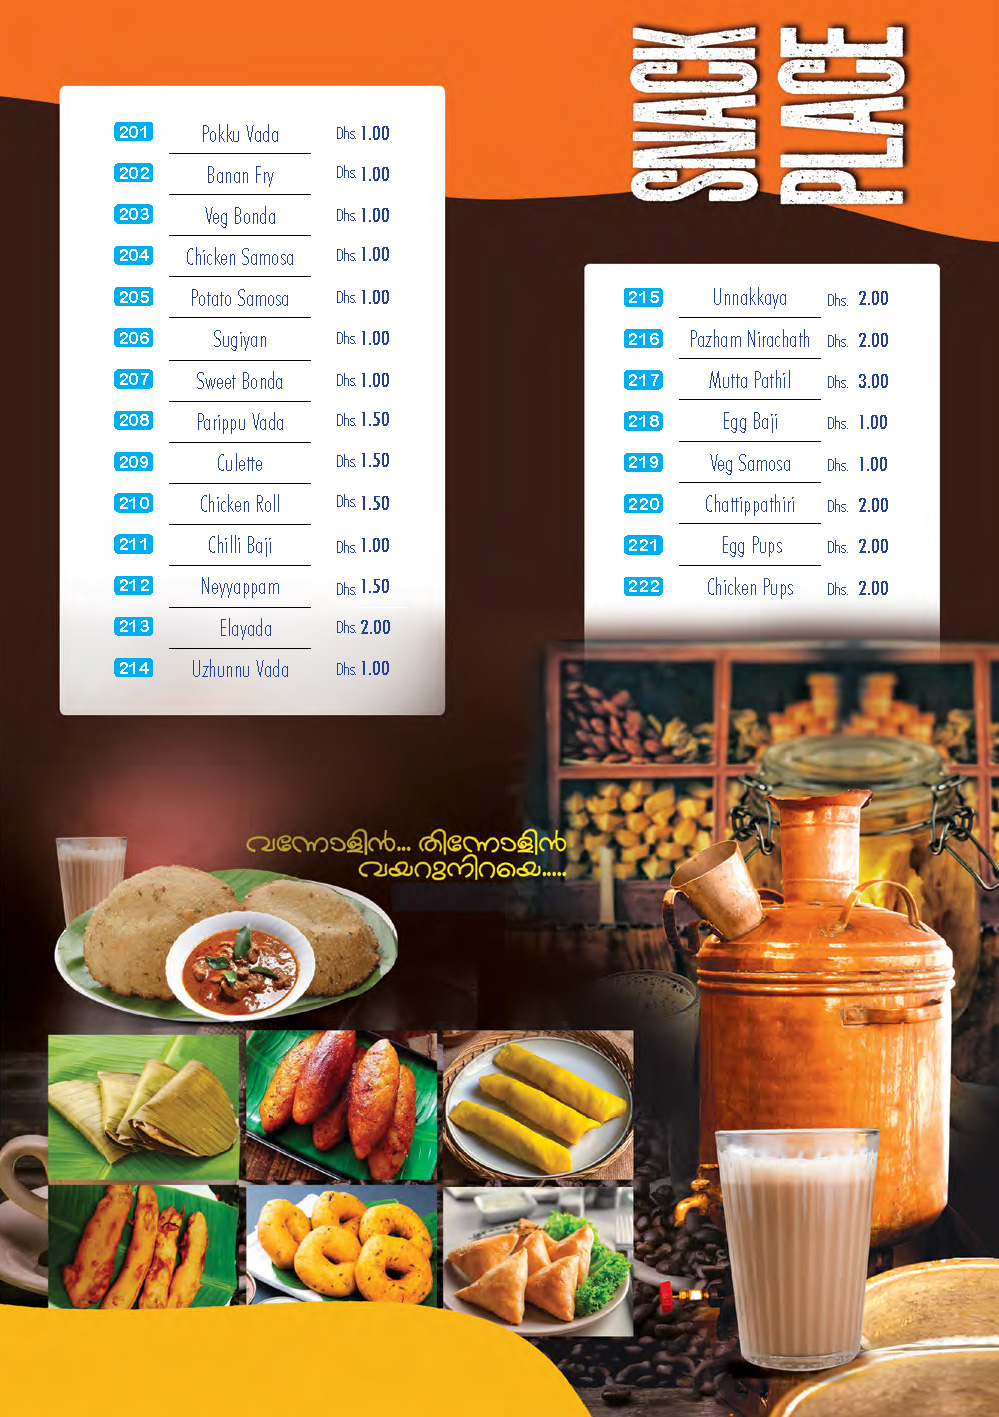 SNACK
PLACE
201 Pokku Vada Dhs. 1.00
202 Banan Fry Dhs. 1.00
203 Veg Bonda Dhs. 1.00
204 Chicken Samosa Dhs. 1.00
205 Potato Samosa Dhs. 1.00
206 Sugiyan Dhs. 1.00
207 Sweet Bonda Dhs. 1.00
208 Parippu Vada Dhs. 1.50
209 Culette Dhs. 1.50
210 Chicken Roll Dhs. 1.50
211 Chilli Baji Dhs. 1.00
212 Neyyappam Dhs. 1.50
213 Elayada Dhs. 2.00
214 Uzhunnu Vada Dhs. 1.00
215 Unnakkaya Dhs. 2.00
216 Pazham Nirachath Dhs. 2.00
217 Mutta Pathil Dhs. 3.00
218 Egg Baji Dhs. 1.00
219 Veg Samosa Dhs. 1.00
220 Chattippathiri Dhs. 2.00
221 Egg Pups Dhs. 2.00
222 Chicken Pups Dhs. 2.00
വന്നോളിൻ... തിന്നോളിൻ
വയറുനിറയെ.....